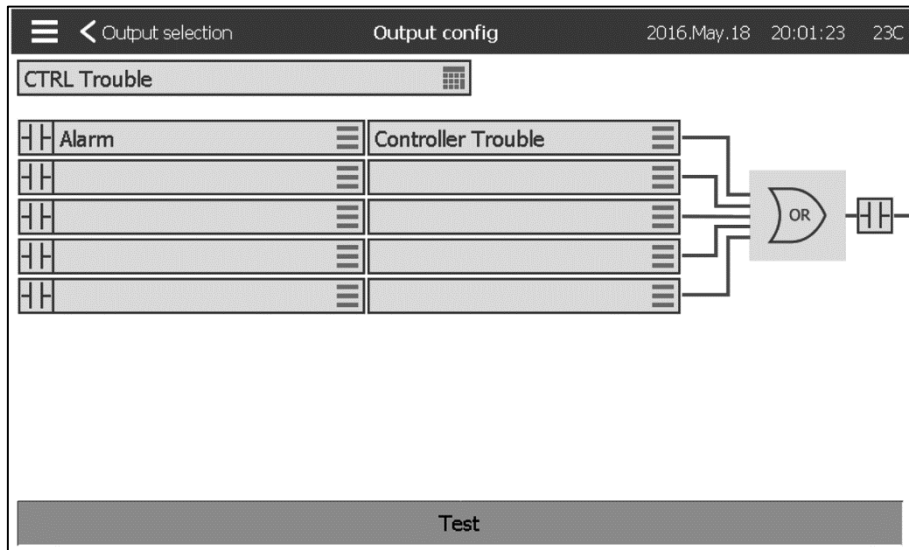 Output selection Output config 2016.May.18 20:01:23 23C
CTRL Trouble
Alarm Controller Trouble
OR
Test